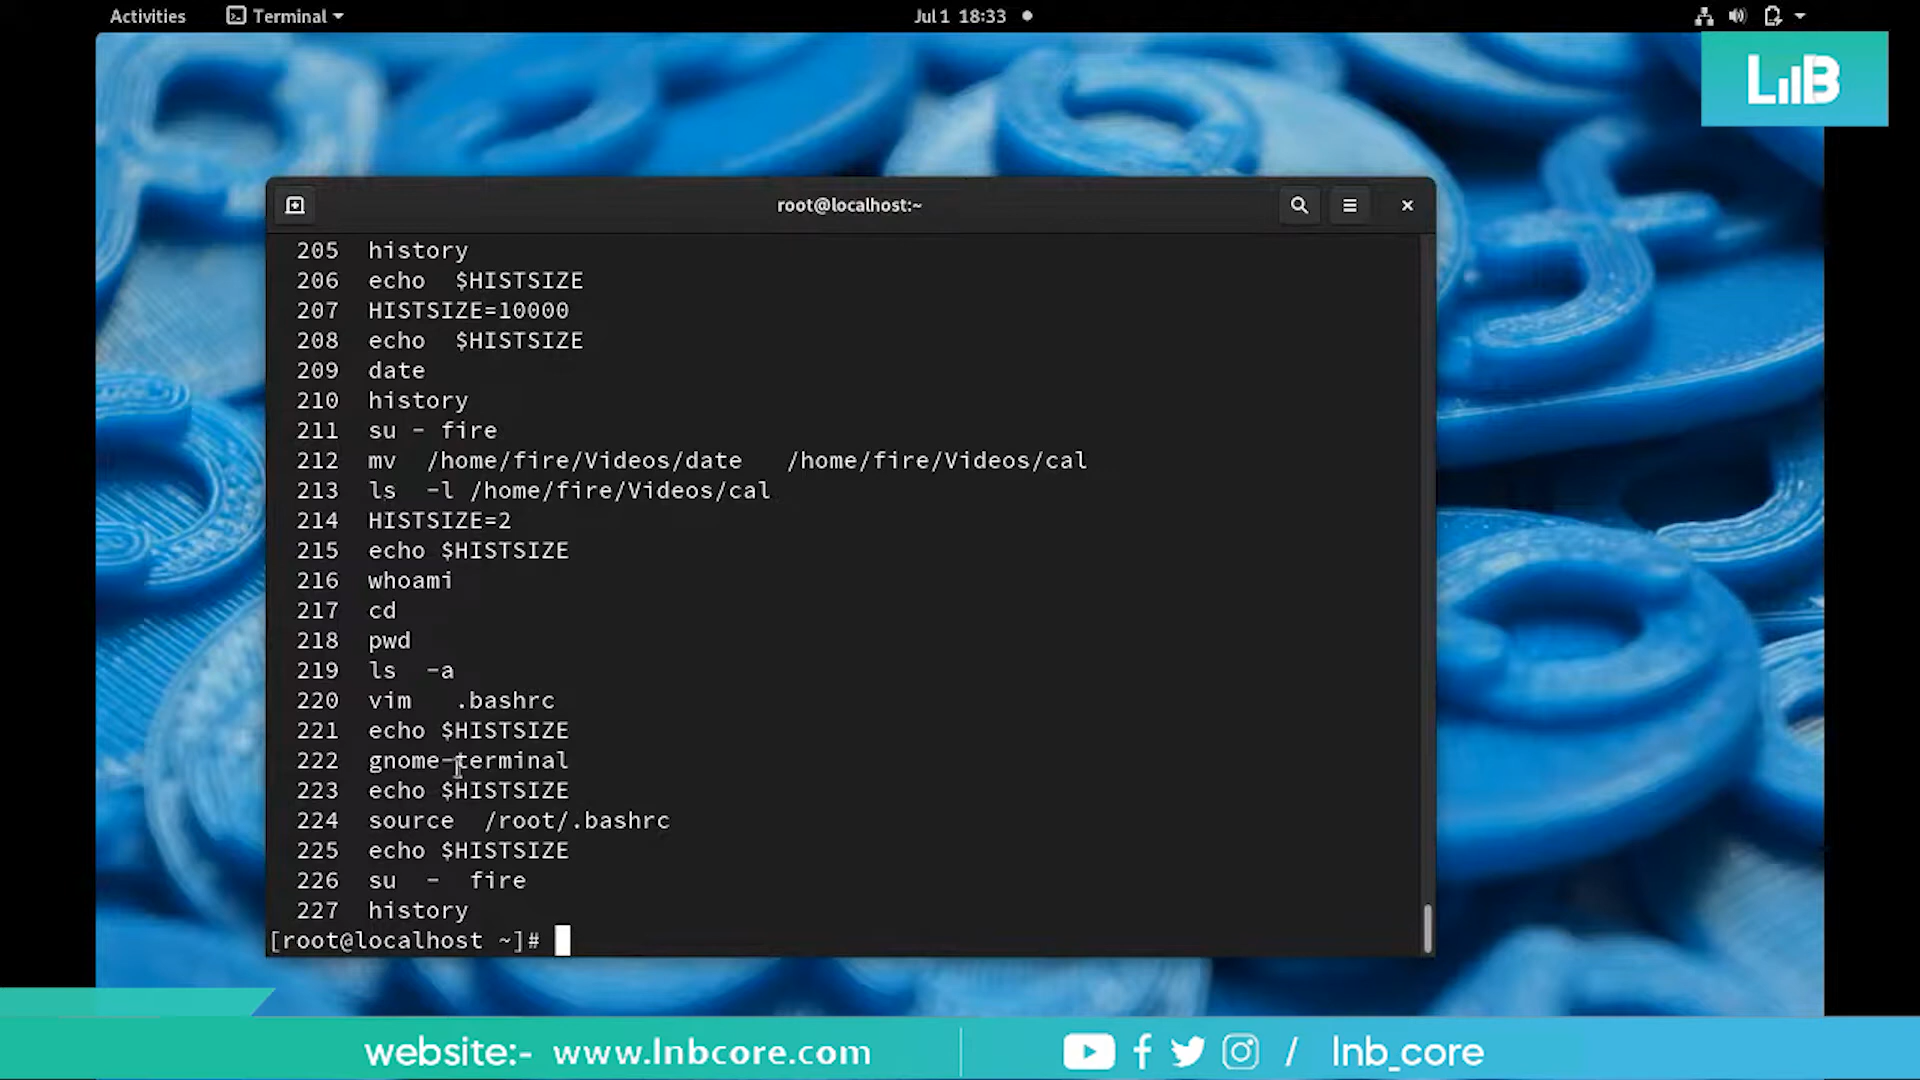 Activities
Terminal
Jul 1 18:33
LIIB
root@localhost:~
205 history
206 echo  $HISTSIZE
207 HISTSIZE=10000
208 echo  $HISTSIZE
209 date
210 history
211 su - fire
212 mv  /home/fire/Videos/date   /home/fire/Videos/cal
213 ls  -l /home/fire/Videos/cal
214 HISTSIZE=2
215 echo $HISTSIZE
216 whoami
217 cd
218 pwd
219 ls  -a
220 vim   .bashrc
221 echo $HISTSIZE
222 gnome-terminal
223 echo $HISTSIZE
224 source  /root/.bashrc
225 echo $HISTSIZE
226 su  -  fire
227 history
[root@localhost ~]#
website:- www.lnbcore.com / lnb_core